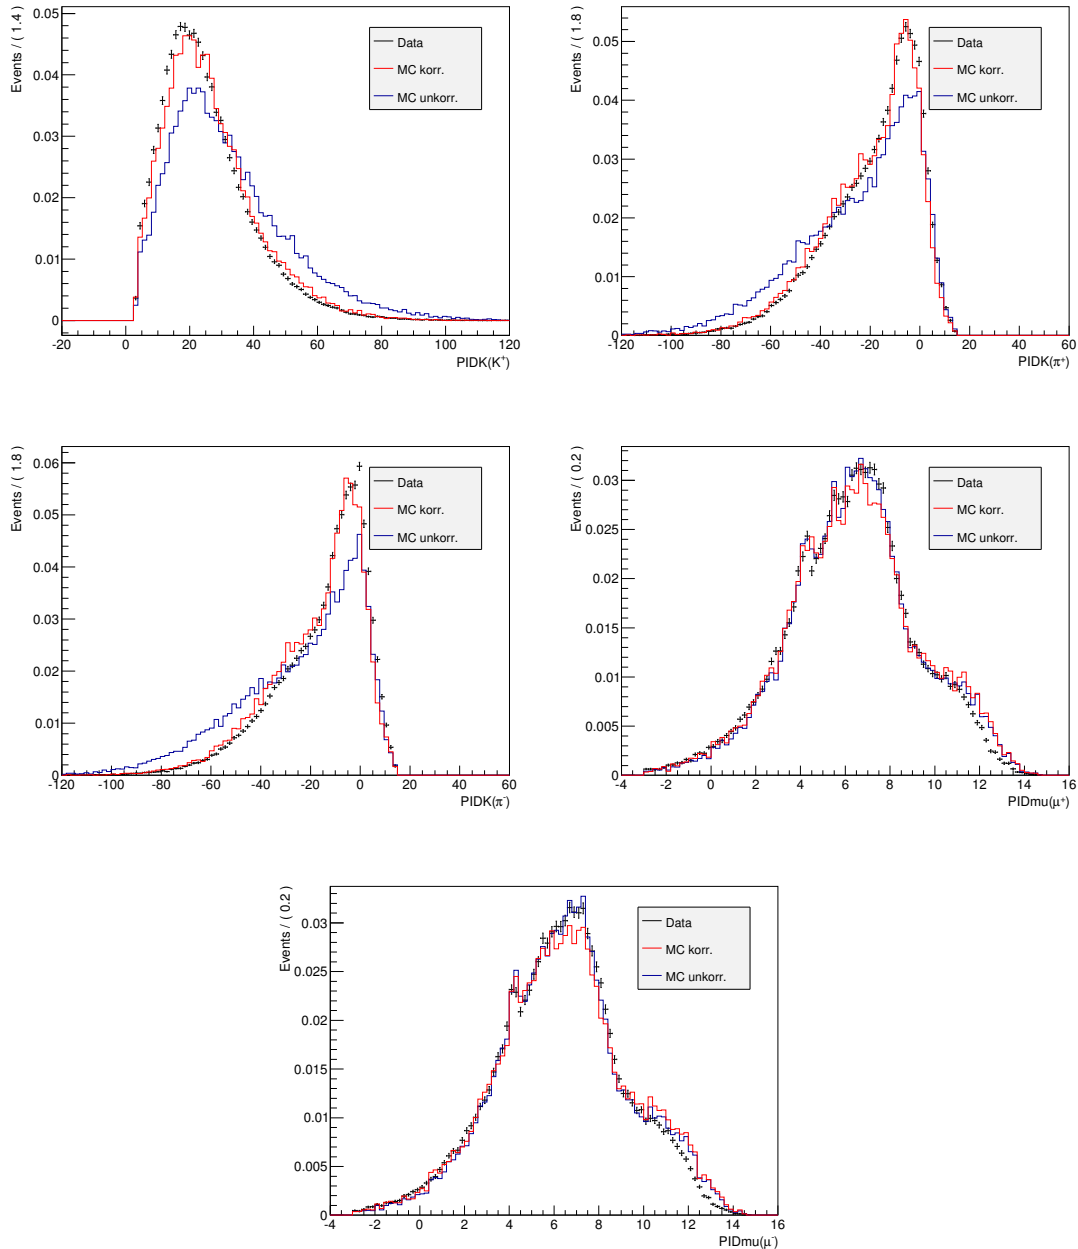 Events / ( 1.4 )
0.05
0.04
0.03
0.02
0.01
0
-20 0 20 40 60 80 100 120
PIDK(K⁺)
Data
MC korr.
MC unkorr.
Events / ( 1.8 )
0.05
0.04
0.03
0.02
0.01
0
-120 -100 -80 -60 -40 -20 0 20 40 60
PIDK(π⁺)
Data
MC korr.
MC unkorr.
Events / ( 1.8 )
0.06
0.05
0.04
0.03
0.02
0.01
0
-120 -100 -80 -60 -40 -20 0 20 40 60
PIDK(π⁻)
Data
MC korr.
MC unkorr.
Events / ( 0.2 )
0.03
0.025
0.02
0.015
0.01
0.005
0
-4 -2 0 2 4 6 8 10 12 14 16
PIDmu(μ⁺)
Data
MC korr.
MC unkorr.
Events / ( 0.2 )
0.03
0.025
0.02
0.015
0.01
0.005
0
-4 -2 0 2 4 6 8 10 12 14 16
PIDmu(μ⁻)
Data
MC korr.
MC unkorr.